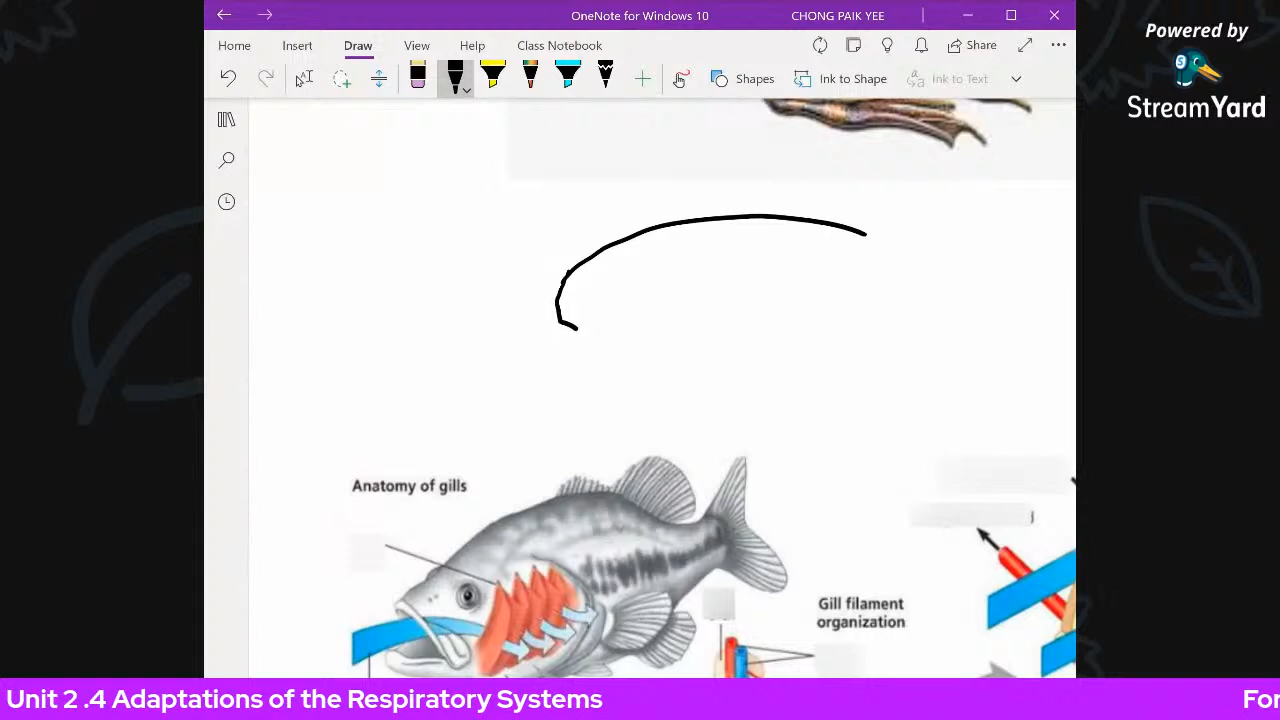 OneNote for Windows 10
CHONG PAIK YEE
Powered by
StreamYard
Home Insert Draw View Help Class Notebook Share
Shapes Ink to Shape Ink to Text
Anatomy of gills
Gill filament
organization
Unit 2 .4 Adaptations of the Respiratory Systems
For